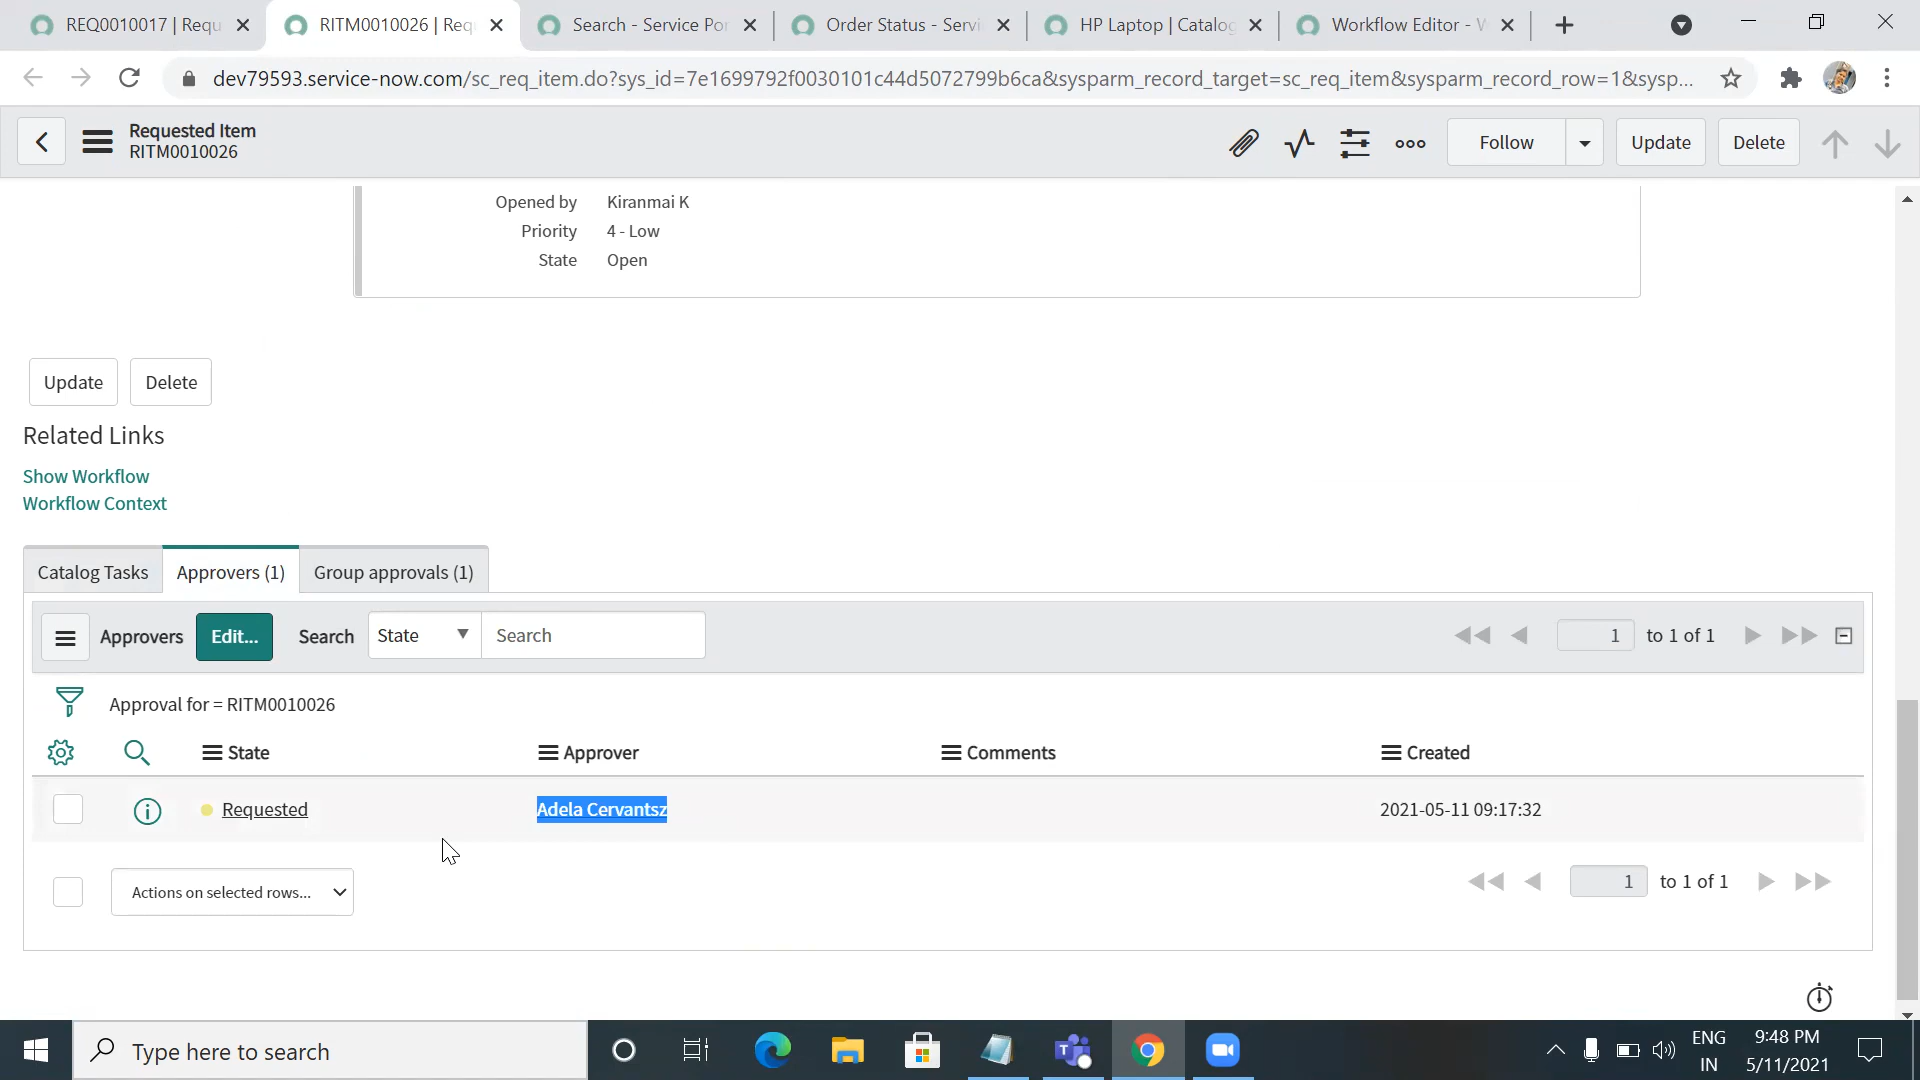 REQ0010017 | Requ
RITM0010026 | Req
Search - Service Por
Order Status - Servi
HP Laptop | Catalog
Workflow Editor - W
dev79593.service-now.com/sc_req_item.do?sys_id=7e1699792f0030101c44d5072799b6ca&sysparm_record_target=sc_req_item&sysparm_record_row=1&sysp...
Requested Item
RITM0010026
Follow
Update
Delete
Opened by Kiranmai K
Priority 4 - Low
State Open
Update
Delete
Related Links
Show Workflow
Workflow Context
Catalog Tasks
Approvers (1)
Group approvals (1)
Approvers
Edit...
Search
State
Search
1 to 1 of 1
Approval for = RITM0010026
State
Approver
Comments
Created
Requested
Adela Cervantsz
2021-05-11 09:17:32
Actions on selected rows...
1 to 1 of 1
Type here to search
ENG
IN
9:48 PM
5/11/2021